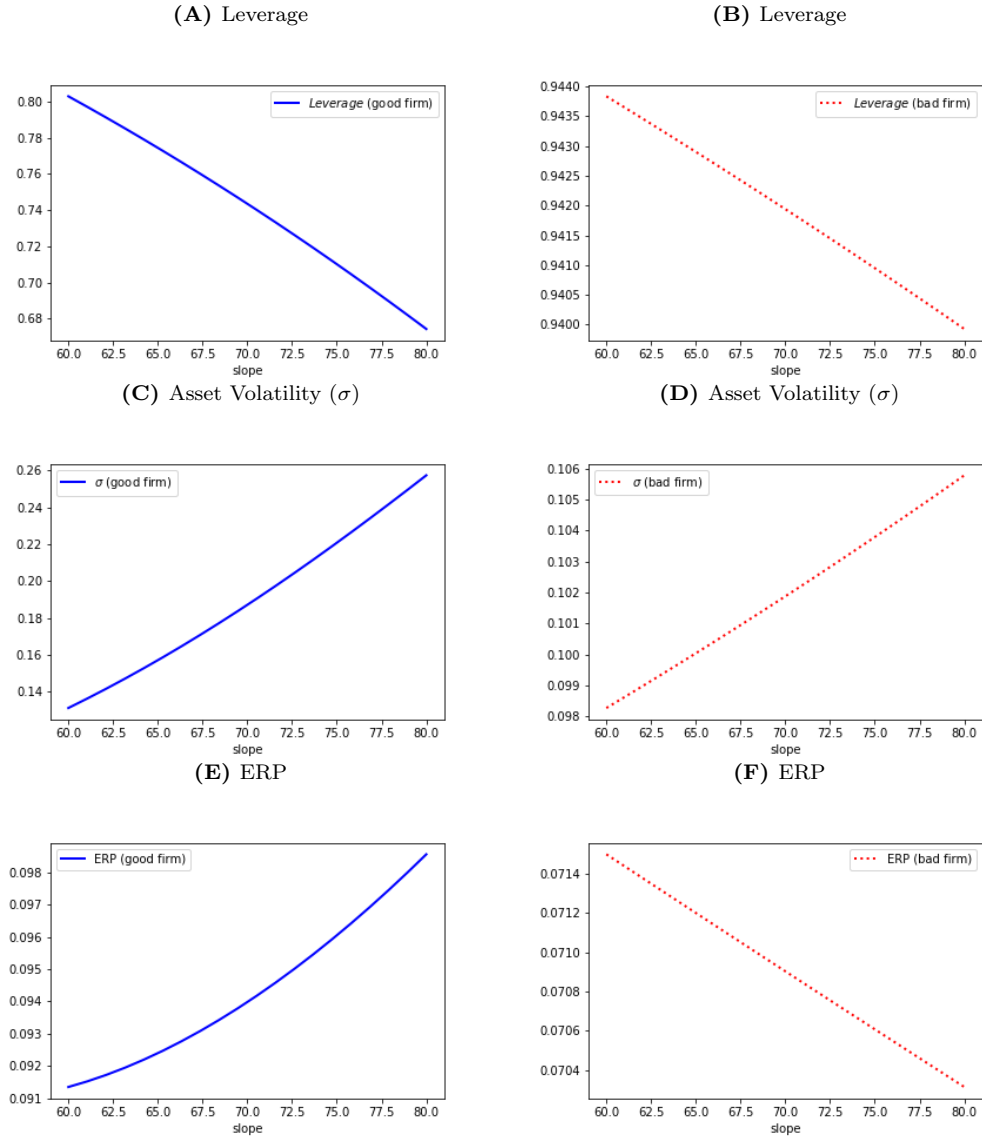 (A) Leverage
Leverage (good firm)
0.80
0.78
0.76
0.74
0.72
0.70
0.68
60.0 62.5 65.0 67.5 70.0 72.5 75.0 77.5 80.0
slope
(B) Leverage
Leverage (bad firm)
0.9440
0.9435
0.9430
0.9425
0.9420
0.9415
0.9410
0.9405
0.9400
60.0 62.5 65.0 67.5 70.0 72.5 75.0 77.5 80.0
slope
(C) Asset Volatility (σ)
σ (good firm)
0.26
0.24
0.22
0.20
0.18
0.16
0.14
60.0 62.5 65.0 67.5 70.0 72.5 75.0 77.5 80.0
slope
(D) Asset Volatility (σ)
σ (bad firm)
0.106
0.105
0.104
0.103
0.102
0.101
0.100
0.099
0.098
60.0 62.5 65.0 67.5 70.0 72.5 75.0 77.5 80.0
slope
(E) ERP
ERP (good firm)
0.098
0.097
0.096
0.095
0.094
0.093
0.092
0.091
60.0 62.5 65.0 67.5 70.0 72.5 75.0 77.5 80.0
slope
(F) ERP
ERP (bad firm)
0.0714
0.0712
0.0710
0.0708
0.0706
0.0704
60.0 62.5 65.0 67.5 70.0 72.5 75.0 77.5 80.0
slope